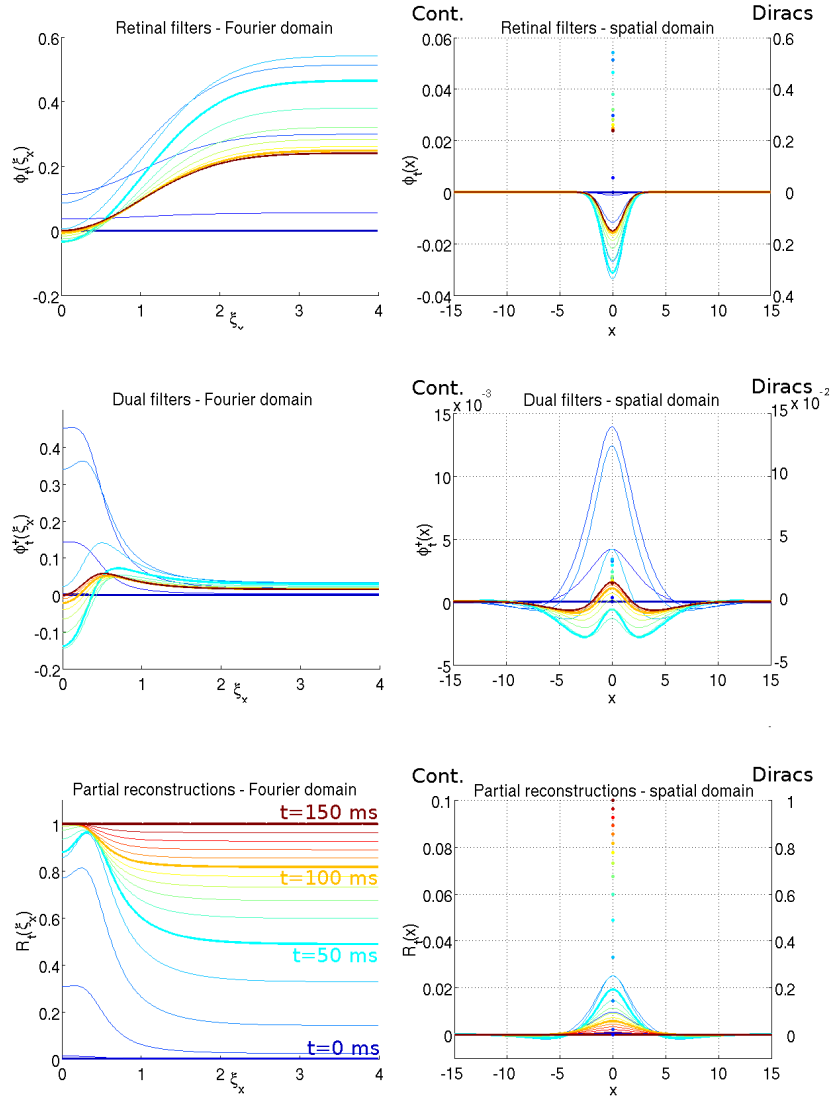 Cont. Diracs
Retinal filters - Fourier domain
Retinal filters - spatial domain
0.6
0.4
0.2
0
-0.2
0 1 2 3 4
ξx
ϕt(ξx)
0.06
0.04
0.02
0
-0.02
-0.04
0.6
0.4
0.2
0
0.2
0.4
-15 -10 -5 0 5 10 15
x
ϕt(x)
Cont. Diracs
Dual filters - Fourier domain
Dual filters - spatial domain
0.4
0.3
0.2
0.1
0
-0.1
-0.2
0 1 2 3 4
ξx
ϕt+(ξx)
x 10-3
x 10-2
15
10
5
0
-5
15
10
5
0
-5
-15 -10 -5 0 5 10 15
x
ϕt+(x)
Cont. Diracs
Partial reconstructions - Fourier domain
Partial reconstructions - spatial domain
t=150 ms
t=100 ms
t=50 ms
t=0 ms
1
0.8
0.6
0.4
0.2
0
0 1 2 3 4
ξx
Rt(ξx)
0.1
0.08
0.06
0.04
0.02
0
1
0.8
0.6
0.4
0.2
0
-15 -10 -5 0 5 10 15
x
Rt(x)